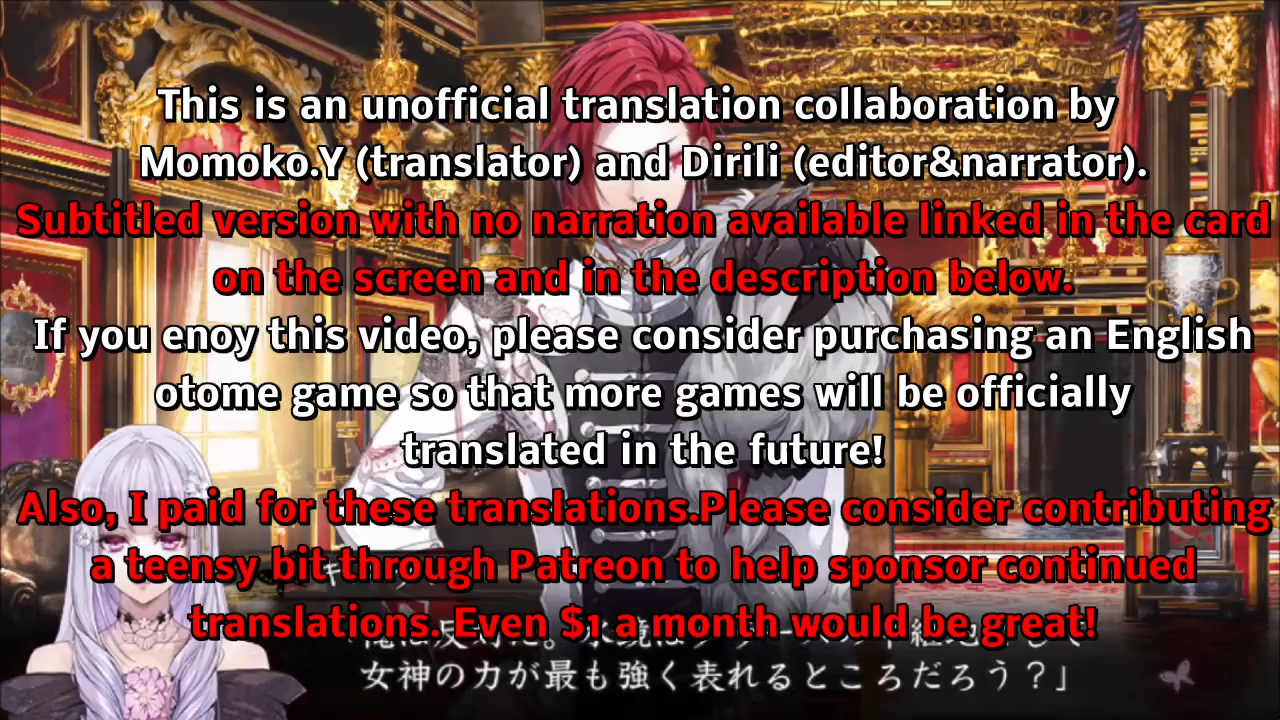 This is an unofficial translation collaboration by
Momoko.Y (translator) and Dirili (editor&narrator).
Subtitled version with no narration available linked in the card
on the screen and in the description below.
If you enoy this video, please consider purchasing an English
otome game so that more games will be officially
translated in the future!
Also, I paid for these translations.Please consider contributing
a teensy bit through Patreon to help sponsor continued
translations. Even $1 a month would be great!
女神の力が最も強く表れるところだろう？」